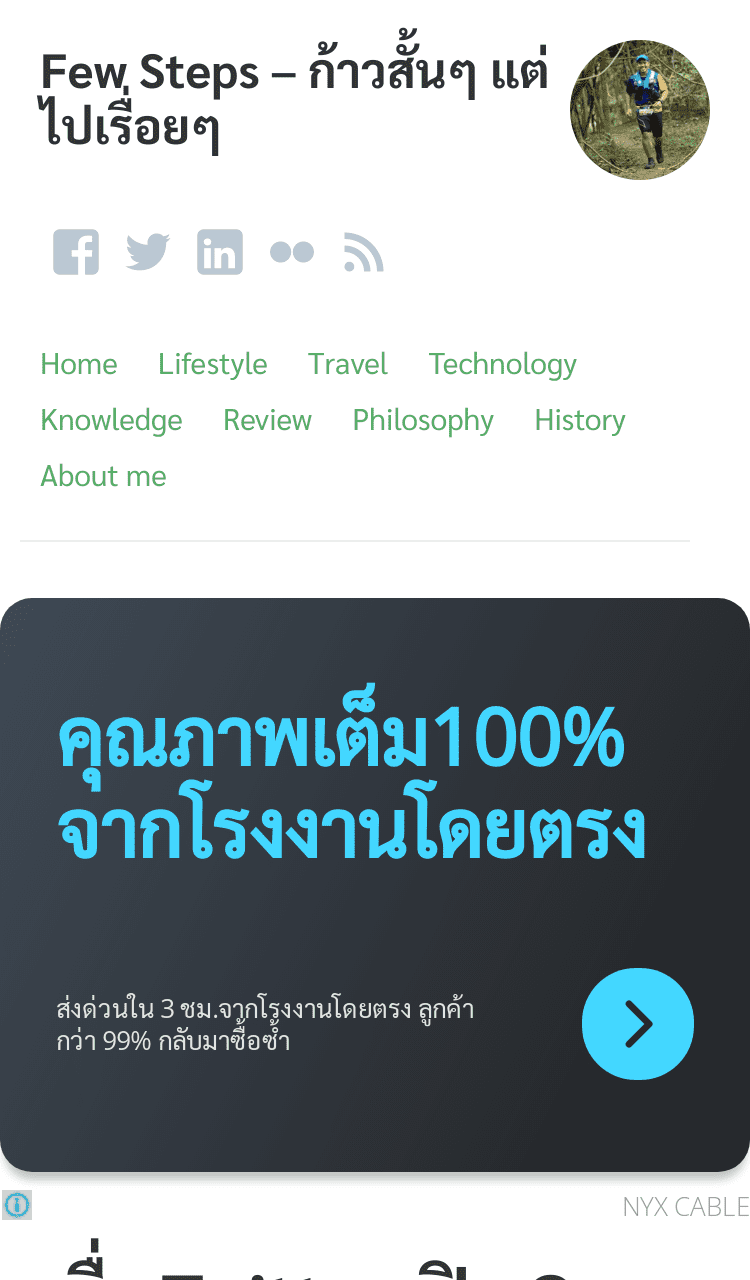 Few Steps – ก้าวสั้นๆ แต่
ไปเรื่อยๆ
Home Lifestyle Travel Technology
Knowledge Review Philosophy History
About me
คุณภาพเต็ม100%
จากโรงงานโดยตรง
ส่งด่วนใน 3 ชม.จากโรงงานโดยตรง ลูกค้า
กว่า 99% กลับมาซื้อซ้ำ
NYX CABLE